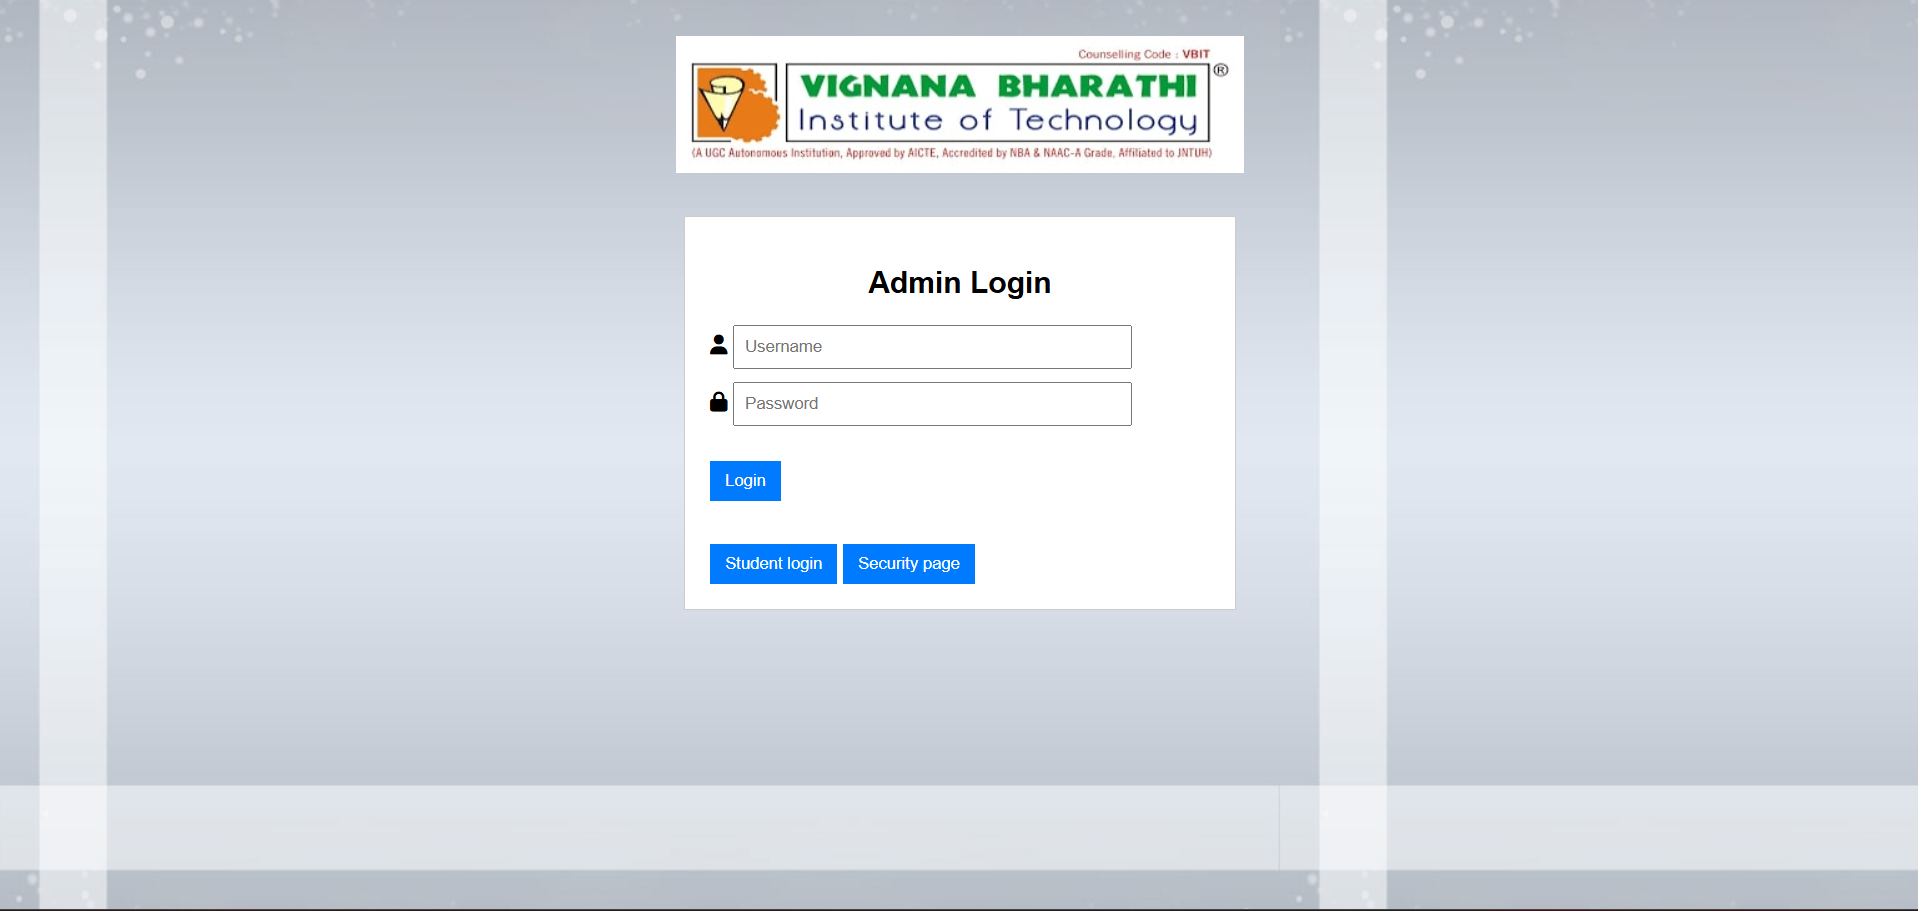 Counselling Code : VBIT
VIGNANA BHARATHI ®
Institute of Technology
(A UGC Autonomous Institution, Approved by AICTE, Accredited by NBA & NAAC-A Grade, Affiliated to JNTUH)
Admin Login
Username
Password
Login
Student login Security page